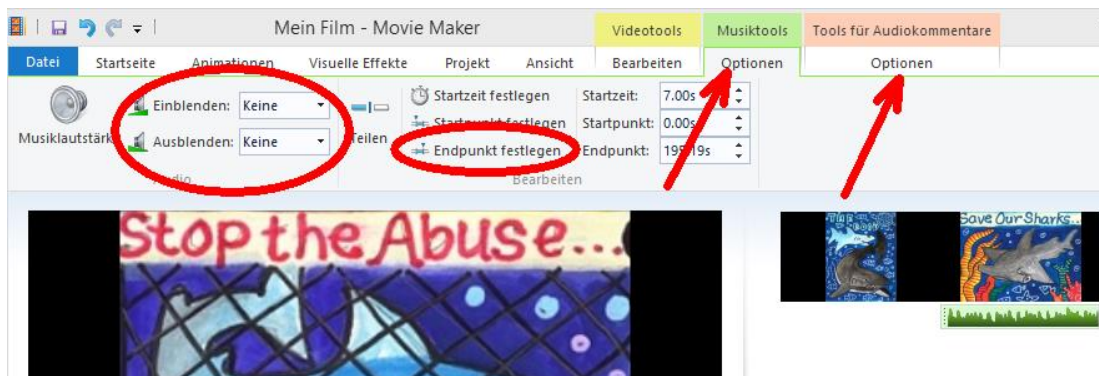 Mein Film - Movie Maker
Videotools
Musiktools
Tools für Audiokommentare
Datei
Startseite
Animationen
Visuelle Effekte
Projekt
Ansicht
Bearbeiten
Optionen
Optionen
Musiklautstärke
Einblenden: Keine
Ausblenden: Keine
Teilen
Startzeit festlegen
Startpunkt festlegen
Endpunkt festlegen
Startzeit: 7.00s
Startpunkt: 0.00s
Endpunkt:
Audio
Bearbeiten
Stop the Abuse...
Save Our Sharks...